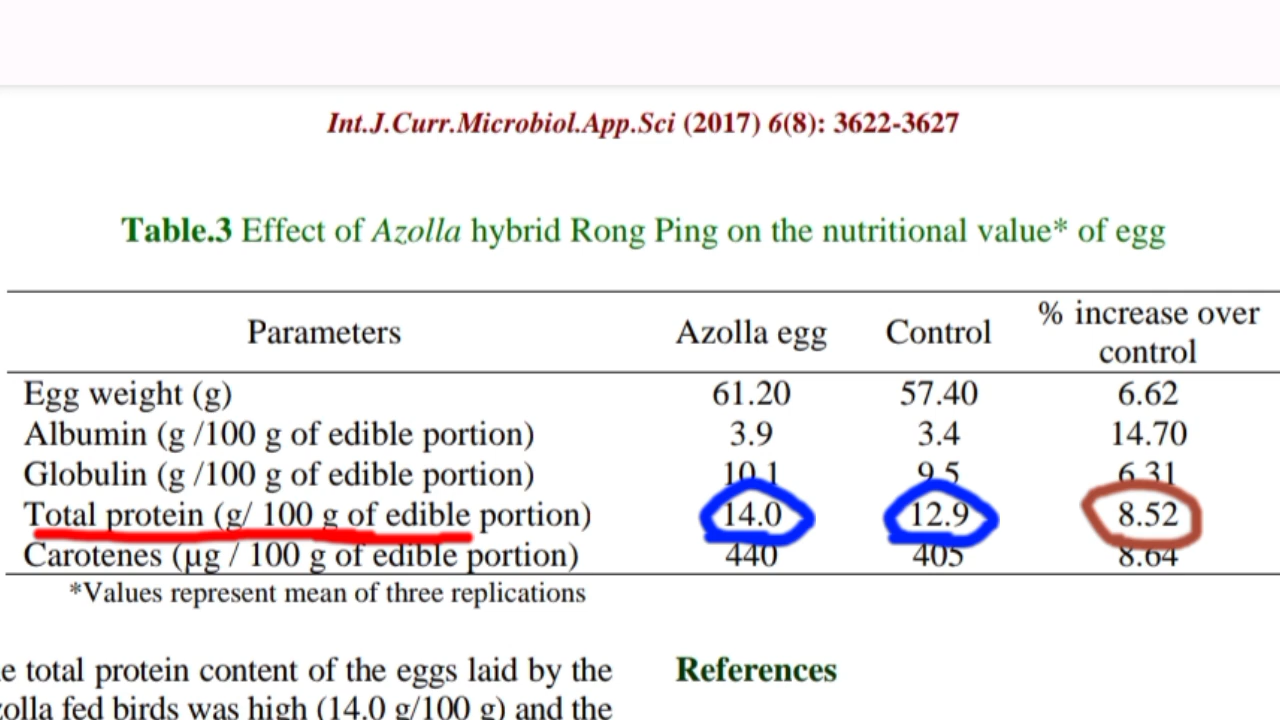 Int.J.Curr.Microbiol.App.Sci (2017) 6(8): 3622-3627
Table.3 Effect of Azolla hybrid Rong Ping on the nutritional value* of egg
Parameters Azolla egg Control % increase over control
Egg weight (g) 61.20 57.40 6.62
Albumin (g /100 g of edible portion) 3.9 3.4 14.70
Globulin (g /100 g of edible portion) 10.1 9.5 6.31
Total protein (g/ 100 g of edible portion) 14.0 12.9 8.52
Carotenes (µg / 100 g of edible portion) 440 405 8.64
*Values represent mean of three replications
e total protein content of the eggs laid by the
zolla fed birds was high (14.0 g/100 g) and the
References